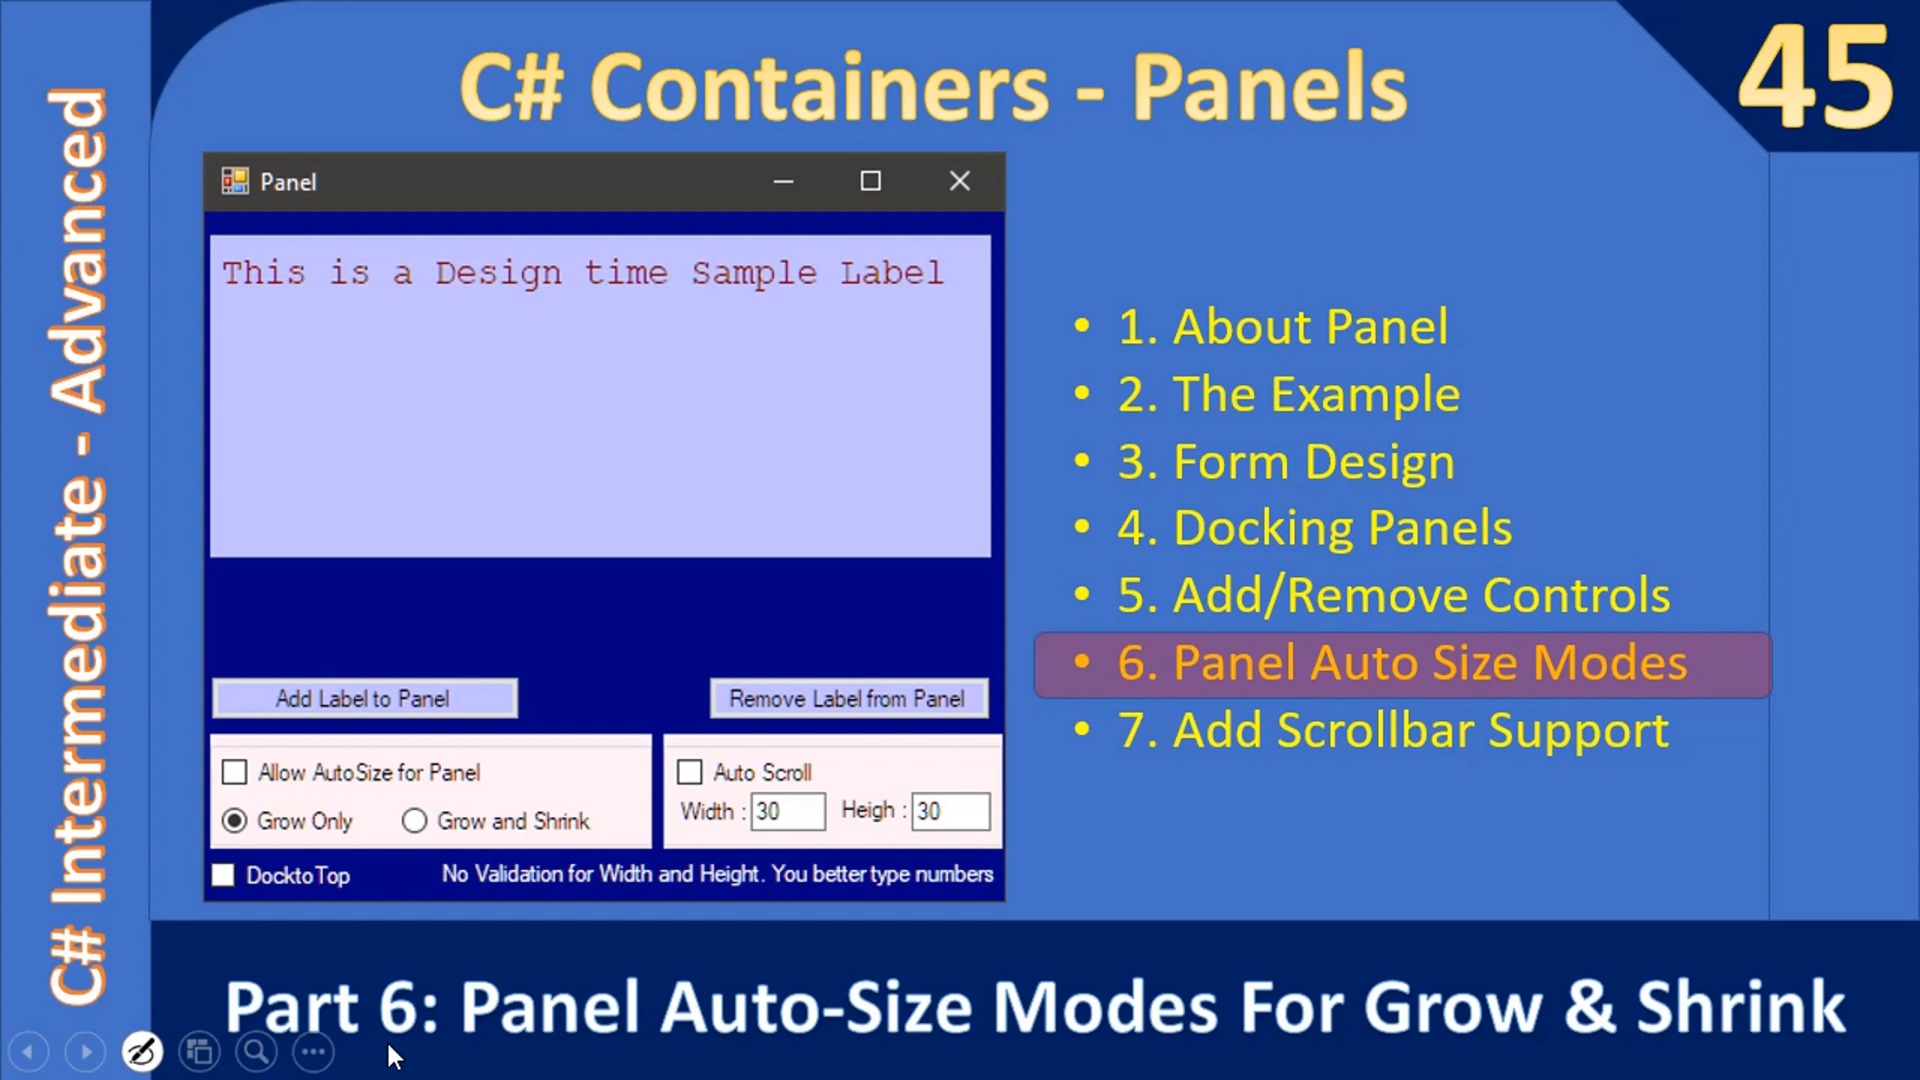 C# Intermediate - Advanced
C# Containers - Panels
45
Panel
This is a Design time Sample Label
Add Label to Panel
Remove Label from Panel
Allow AutoSize for Panel
Grow Only
Grow and Shrink
Auto Scroll
Width : 30
Heigh : 30
DocktoTop
No Validation for Width and Height. You better type numbers
• 1. About Panel
• 2. The Example
• 3. Form Design
• 4. Docking Panels
• 5. Add/Remove Controls
• 6. Panel Auto Size Modes
• 7. Add Scrollbar Support
Part 6: Panel Auto-Size Modes For Grow & Shrink